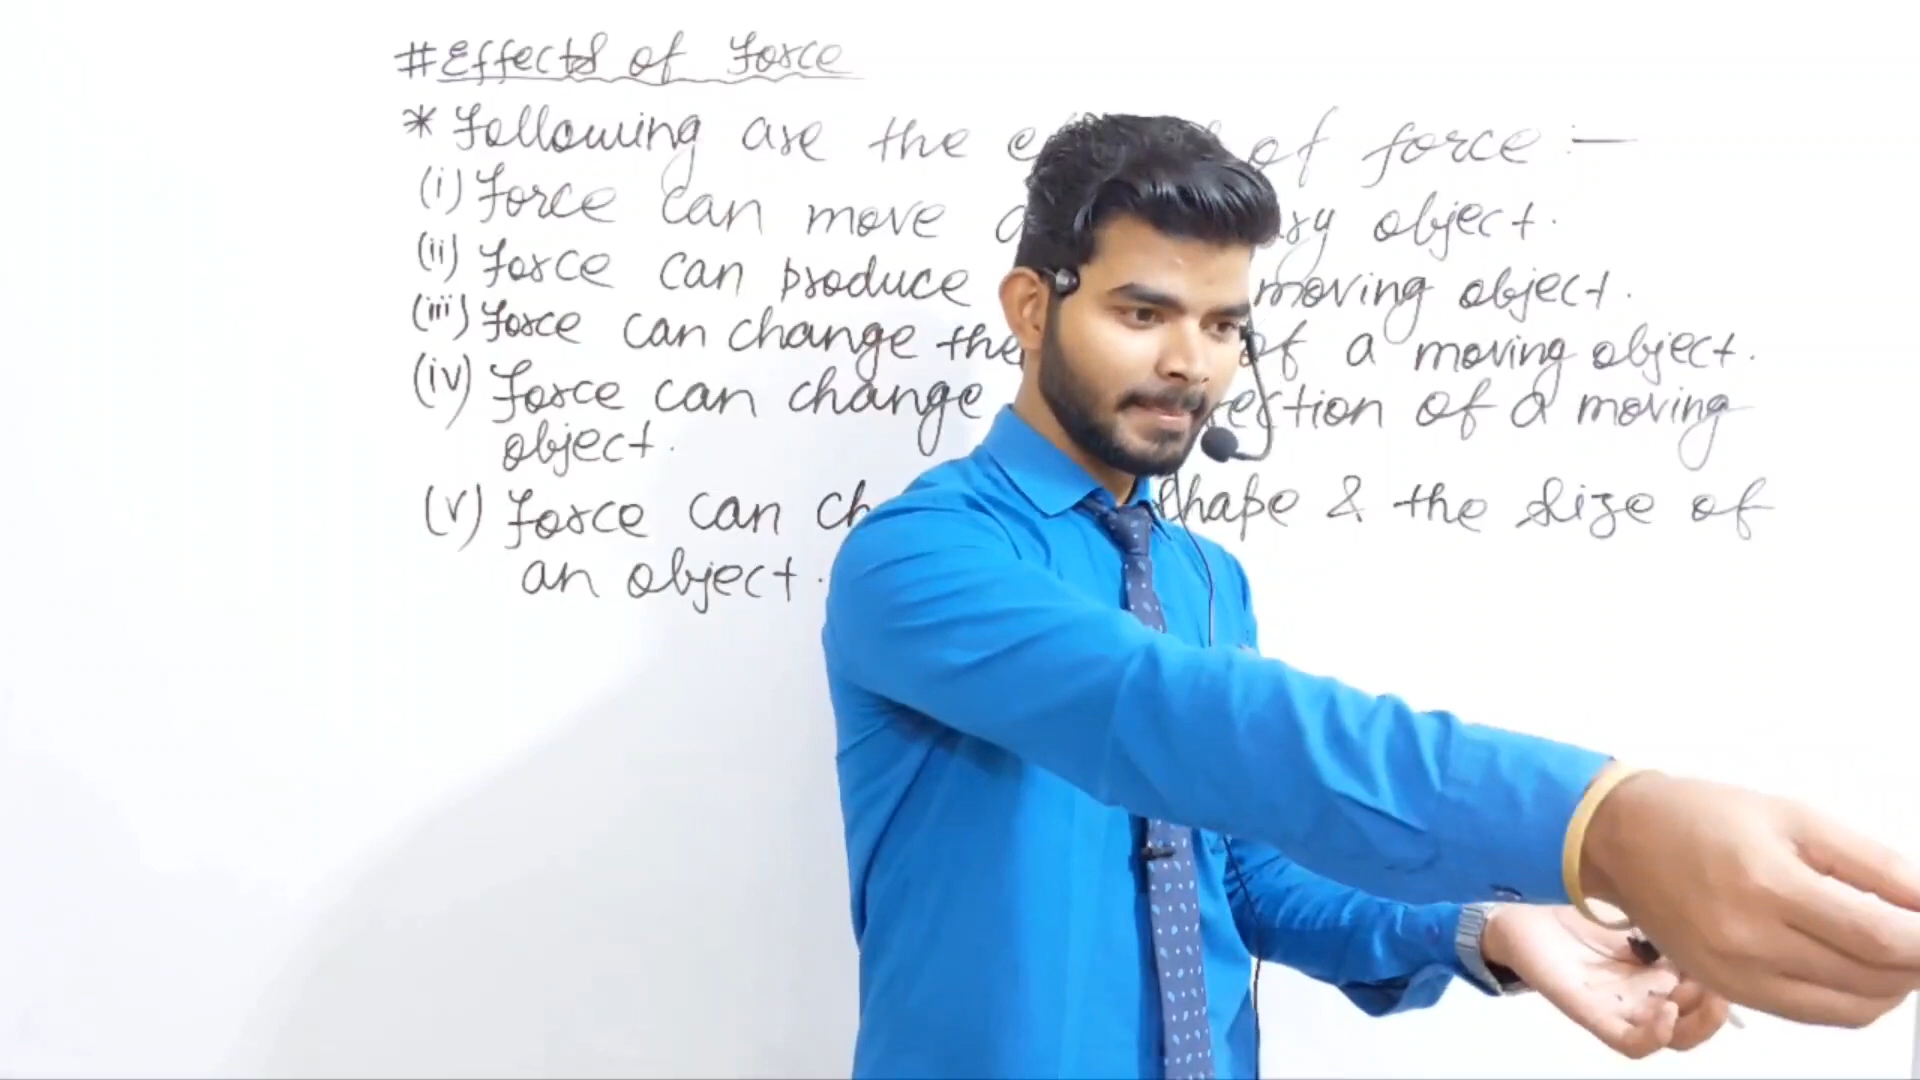 #Effects of force
* Following are the of force :-
(i) Force can move object.
(ii) Force can produce moving object.
(iii) Force can change the of a moving object.
(iv) Force can change of a moving
object.
(v) Force can shape & the size of
an object.